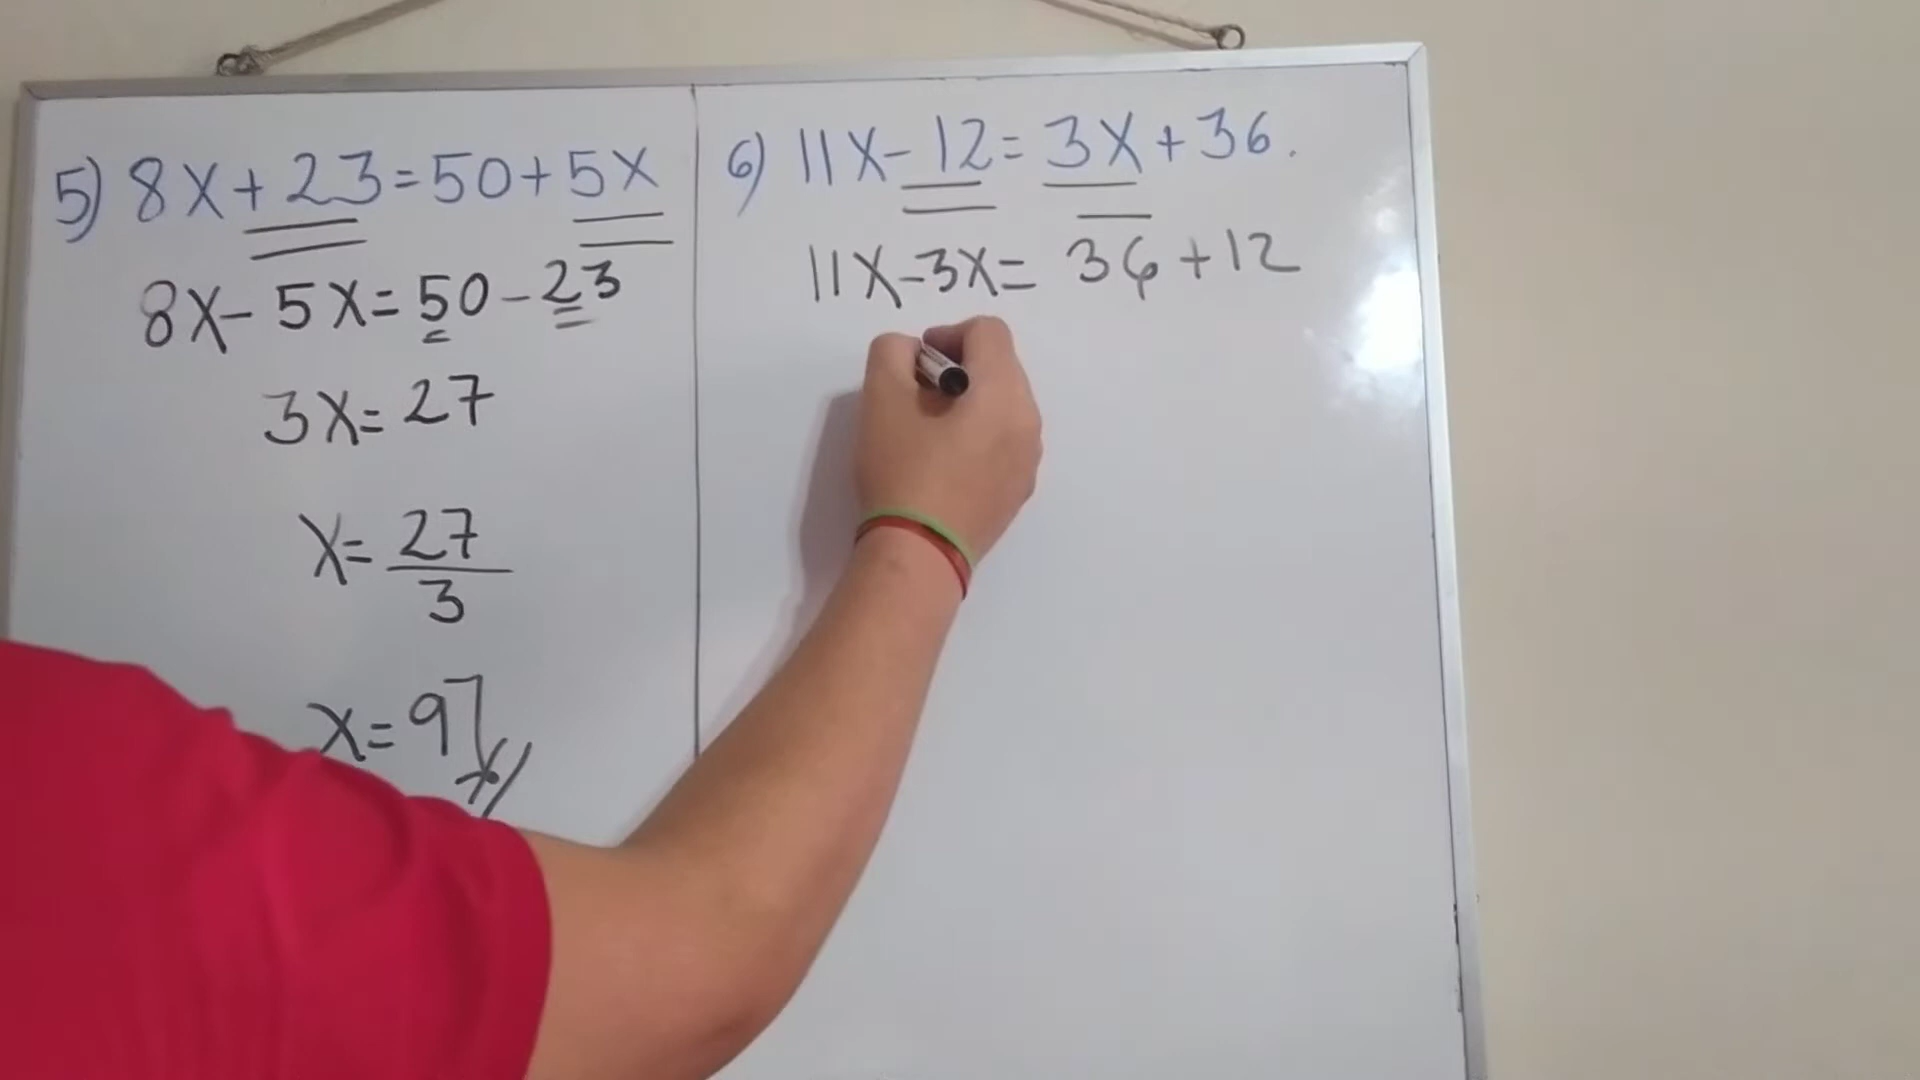 5) 8x+23=50+5x
8x-5x=50-23
3x=27
x=27/3
x=9
6) 11x-12=3x+36.
11x-3x=36+12